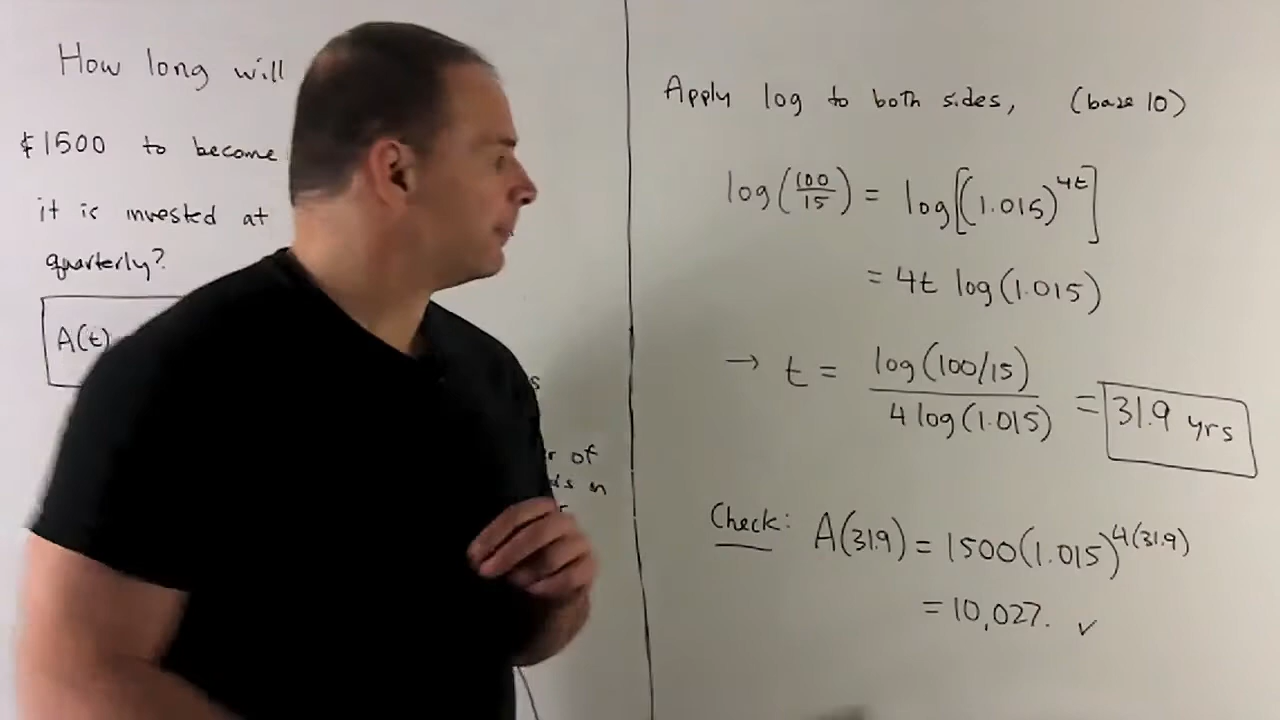 How long will
$1500 to become
it is invested at
quarterly?
A(t)
of
in
Apply log to both sides, (base 10)
log(100/15) = log[(1.015)^4t]
= 4t log(1.015)
→ t = log(100/15) / 4 log(1.015) = 31.9 yrs
Check: A(31.9) = 1500(1.015)^4(31.9)
= 10,027. ✓